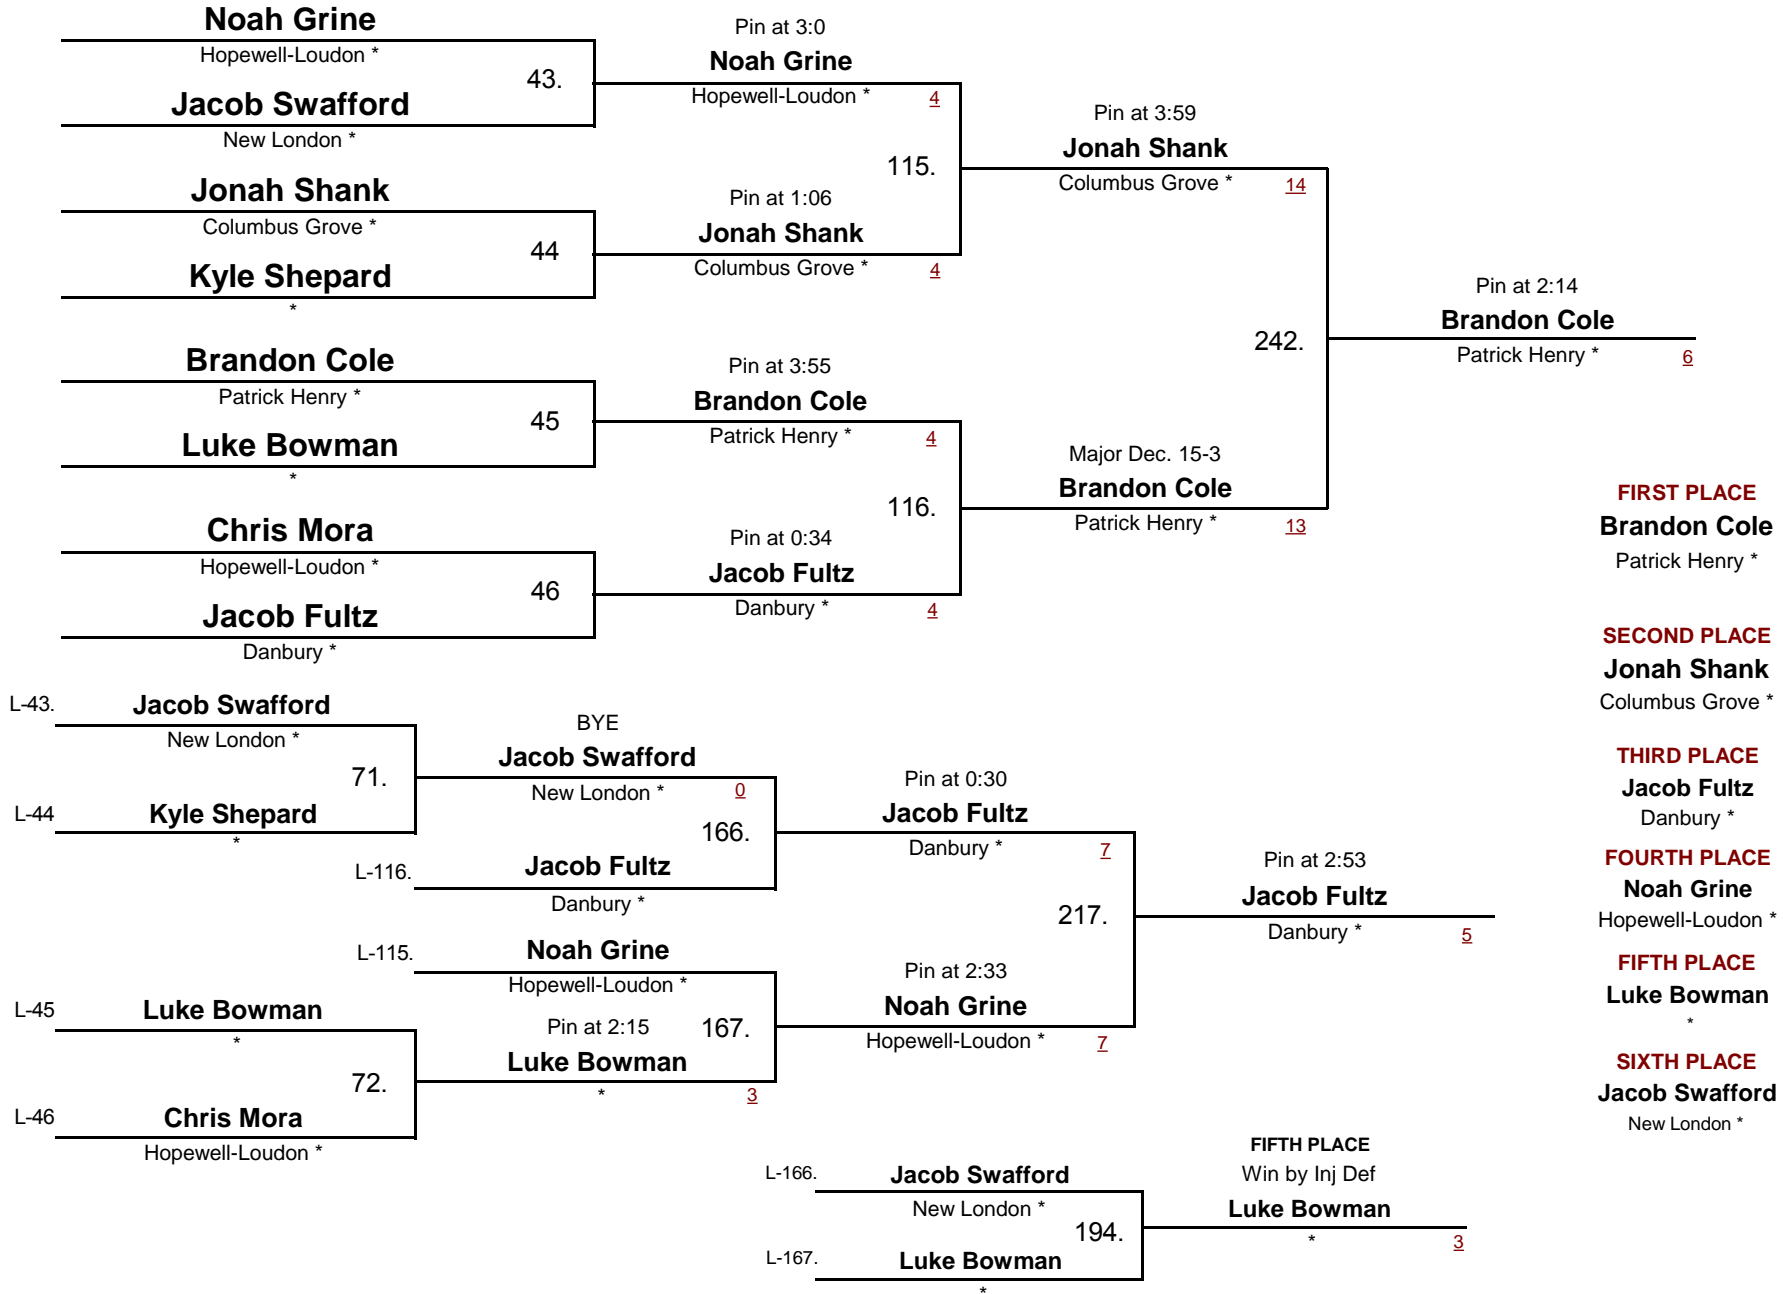 Noah Grine
Hopewell-Loudon *
43.
Jacob Swafford
New London *
Jonah Shank
Columbus Grove *
44
Kyle Shepard
*
Brandon Cole
Patrick Henry *
45
Luke Bowman
*
Chris Mora
Hopewell-Loudon *
46
Jacob Fultz
Danbury *
Pin at 3:0
Noah Grine
Hopewell-Loudon *
4
115.
Pin at 1:06
Jonah Shank
Columbus Grove *
4
Pin at 3:55
Brandon Cole
Patrick Henry *
4
116.
Pin at 0:34
Jacob Fultz
Danbury *
4
Pin at 3:59
Jonah Shank
Columbus Grove *
14
242.
Major Dec. 15-3
Brandon Cole
Patrick Henry *
13
Pin at 2:14
Brandon Cole
Patrick Henry *
6
FIRST PLACE
Brandon Cole
Patrick Henry *
SECOND PLACE
Jonah Shank
Columbus Grove *
THIRD PLACE
Jacob Fultz
Danbury *
FOURTH PLACE
Noah Grine
Hopewell-Loudon *
FIFTH PLACE
Luke Bowman
*
SIXTH PLACE
Jacob Swafford
New London *
L-43.
Jacob Swafford
New London *
71.
L-44
Kyle Shepard
*
BYE
Jacob Swafford
New London *
0
166.
L-116.
Jacob Fultz
Danbury *
L-115.
Noah Grine
Hopewell-Loudon *
L-45
Luke Bowman
*
72.
L-46
Chris Mora
Hopewell-Loudon *
Pin at 2:15
167.
Luke Bowman
*
3
Pin at 0:30
Jacob Fultz
Danbury *
7
217.
Pin at 2:33
Noah Grine
Hopewell-Loudon *
7
Pin at 2:53
Jacob Fultz
Danbury *
5
L-166.
Jacob Swafford
New London *
194.
L-167.
Luke Bowman
*
FIFTH PLACE
Win by Inj Def
Luke Bowman
*
3